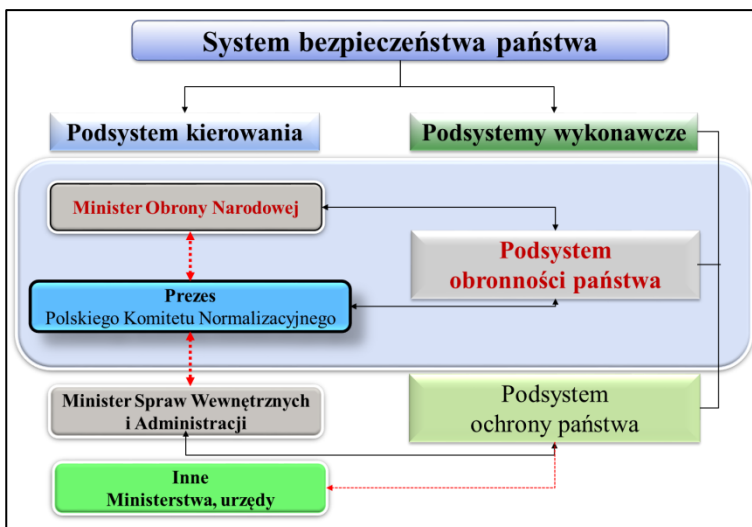 System bezpieczeństwa państwa
Podsystem kierowania
Podsystemy wykonawcze
Minister Obrony Narodowej
Podsystem
obronności państwa
Prezes
Polskiego Komitetu Normalizacyjnego
Minister Spraw Wewnętrznych
i Administracji
Podsystem
ochrony państwa
Inne
Ministerstwa, urzędy